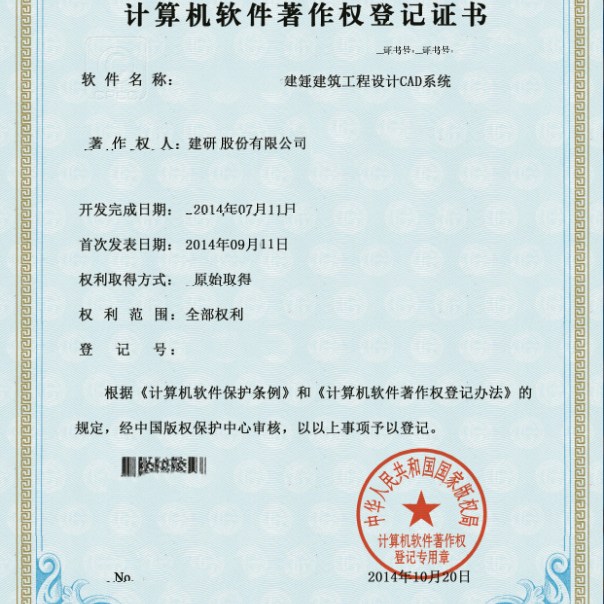 计算机软件著作权登记证书
证书号: 证书号:
软件名称: 建筑工程设计CAD系统
著作权人: 建研 股份有限公司
开发完成日期: 2014年07月11日
首次发表日期: 2014年09月11日
权利取得方式: 原始取得
权利范围: 全部权利
登记号:
根据《计算机软件保护条例》和《计算机软件著作权登记办法》的
规定，经中国版权保护中心审核，以以上事项予以登记。
中华人民共和国国家版权局
计算机软件著作权
登记专用章
No.
2014年10月20日